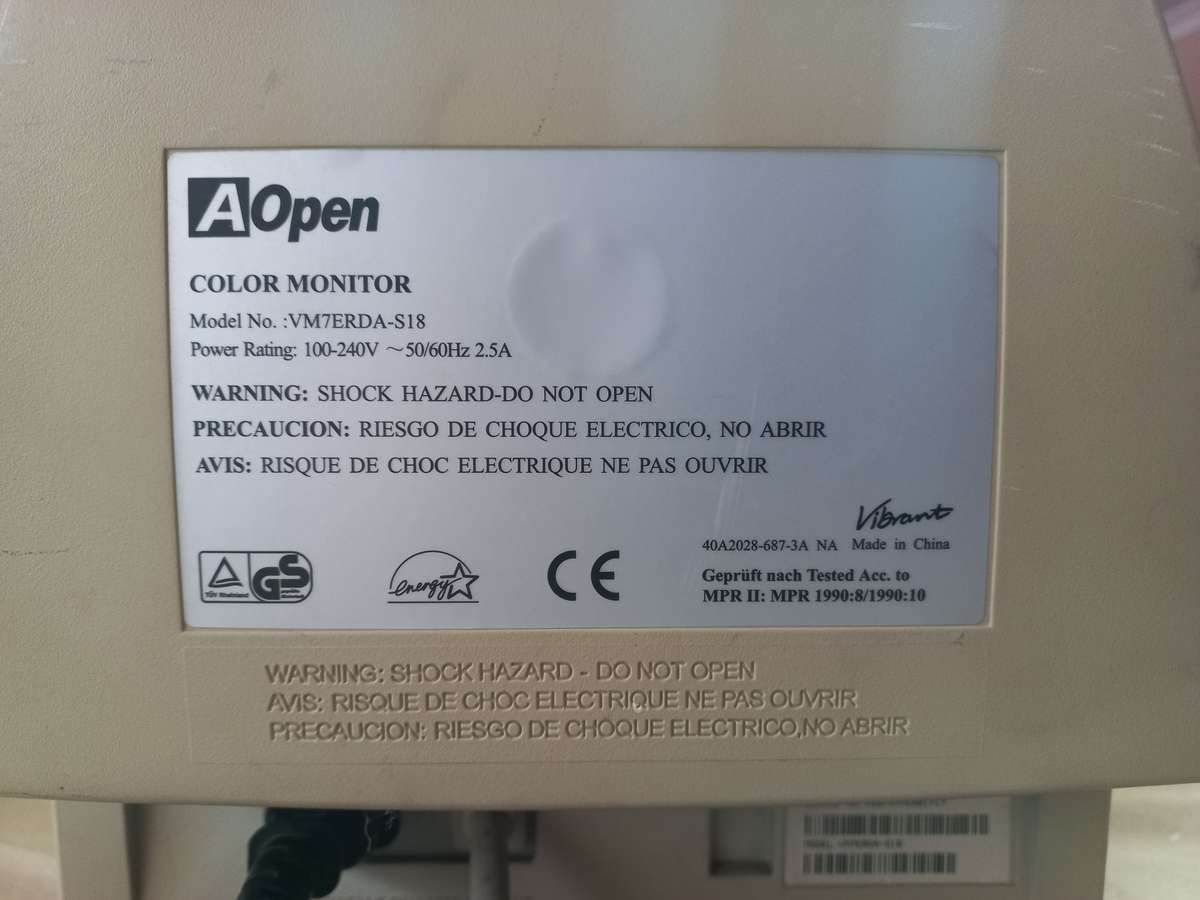 AOpen
COLOR MONITOR
Model No. :VM7ERDA-S18
Power Rating: 100-240V ～50/60Hz 2.5A
WARNING: SHOCK HAZARD-DO NOT OPEN
PRECAUCION: RIESGO DE CHOQUE ELECTRICO, NO ABRIR
AVIS: RISQUE DE CHOC ELECTRIQUE NE PAS OUVRIR
Vibrant
40A2028-687-3A NA Made in China
TÜV Rheinland
GS
energy
CE
Geprüft nach Tested Acc. to
MPR II: MPR 1990:8/1990:10
WARNING: SHOCK HAZARD - DO NOT OPEN
AVIS: RISQUE DE CHOC ELECTRIQUE NE PAS OUVRIR
PRECAUCION: RIESGO DE CHOQUE ELECTRICO,NO ABRIR